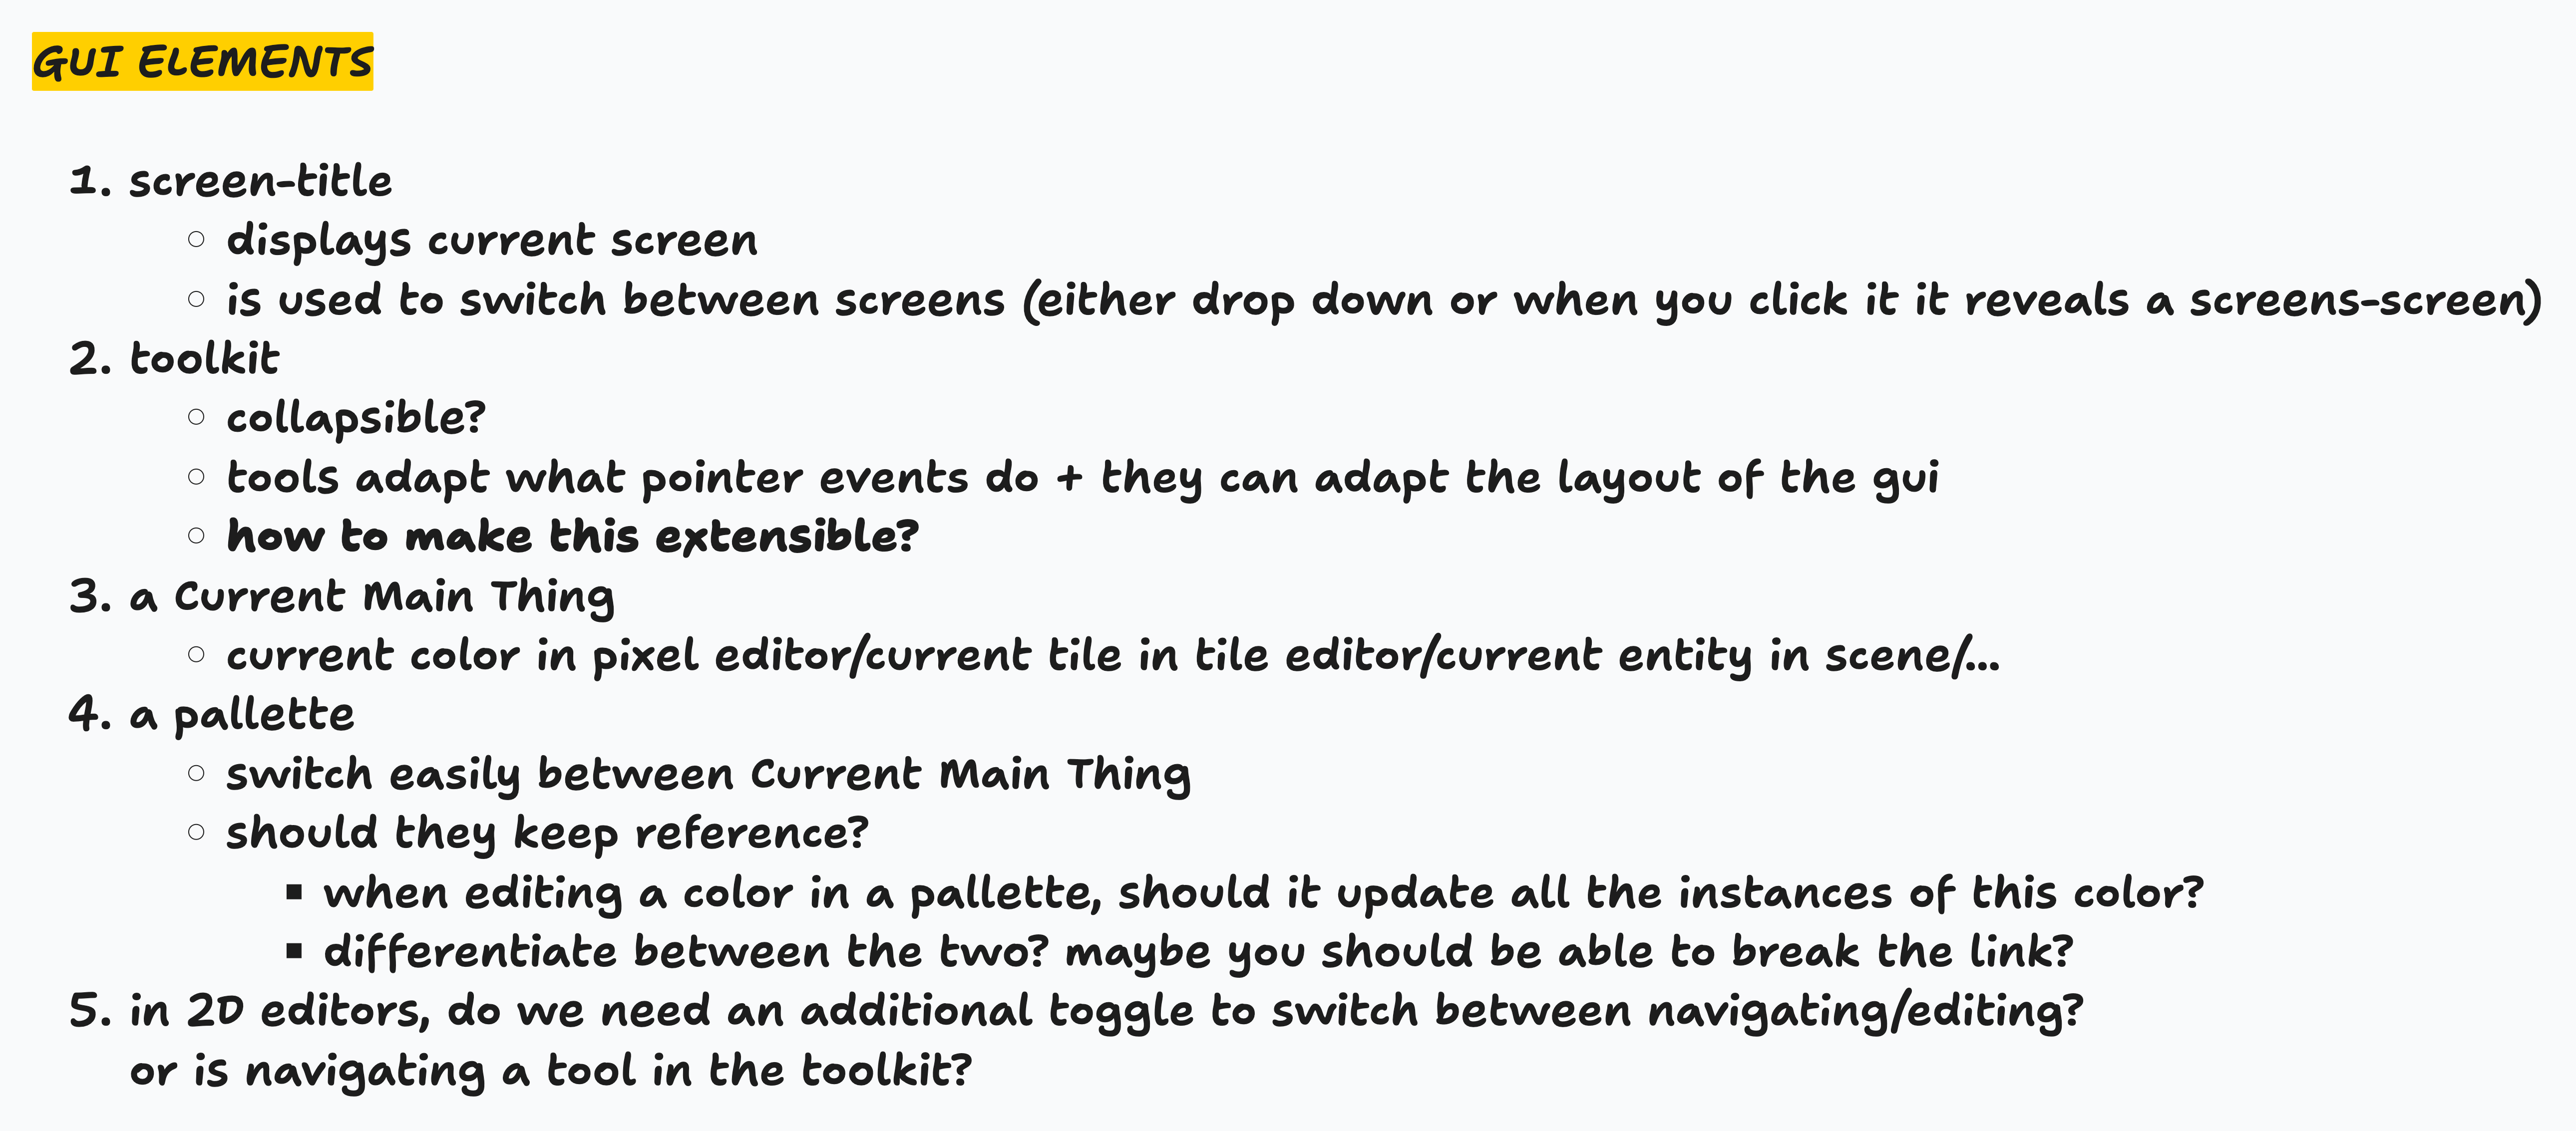 GUI ELEMENTS
1. screen-title
○ displays current screen
○ is used to switch between screens (either drop down or when you click it it reveals a screens-screen)
2. toolkit
○ collapsible?
○ tools adapt what pointer events do + they can adapt the layout of the gui
○ how to make this extensible?
3. a Current Main Thing
○ current color in pixel editor/current tile in tile editor/current entity in scene/...
4. a pallette
○ switch easily between Current Main Thing
○ should they keep reference?
■ when editing a color in a pallette, should it update all the instances of this color?
■ differentiate between the two? maybe you should be able to break the link?
5. in 2D editors, do we need an additional toggle to switch between navigating/editing?
or is navigating a tool in the toolkit?